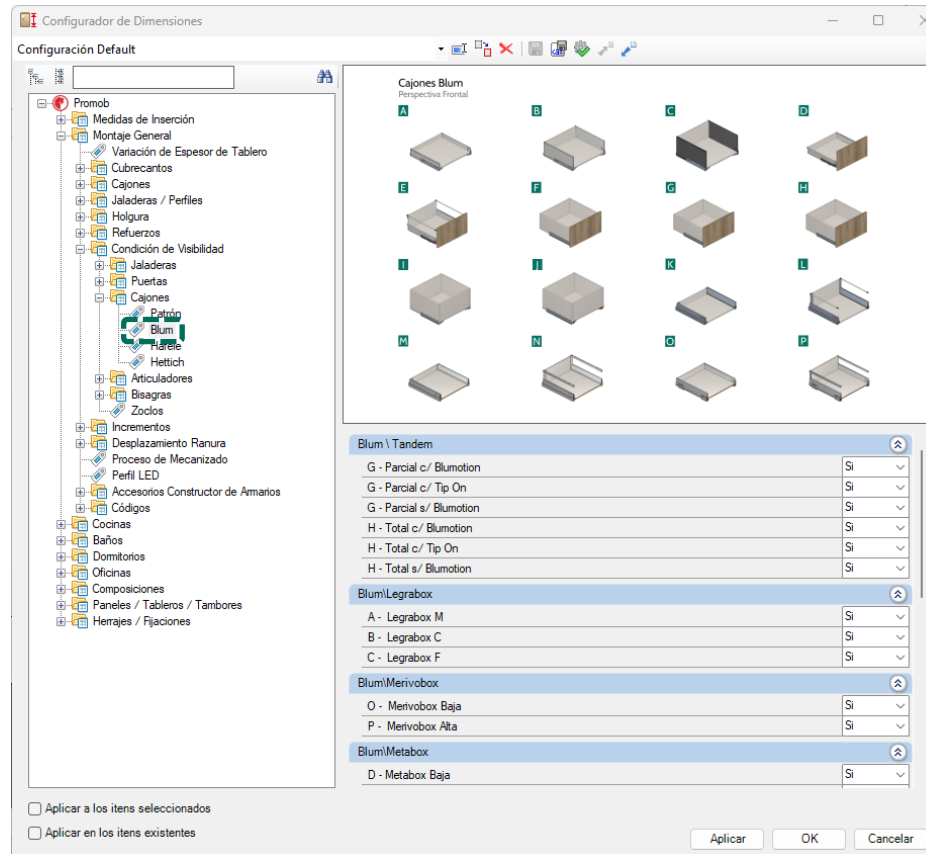 Configurador de Dimensiones
Configuración Default
Promob
Medidas de Inserción
Montaje General
Variación de Espesor de Tablero
Cubrecantos
Cajones
Jaladeras / Perfiles
Holgura
Refuerzos
Condición de Visibilidad
Jaladeras
Puertas
Cajones
Patrón
Blum
Hafele
Hettich
Articuladores
Bisagras
Zoclos
Incrementos
Desplazamiento Ranura
Proceso de Mecanizado
Perfil LED
Accesorios Constructor de Armarios
Códigos
Cocinas
Baños
Dormitorios
Oficinas
Composiciones
Paneles / Tableros / Tambores
Herrajes / Fijaciones
Cajones Blum
Perspectiva Frontal
A B C D
E F G H
I J K L
M N O P
Blum \ Tandem
G - Parcial c/ Blumotion Si
G - Parcial c/ Tip On Si
G - Parcial s/ Blumotion Si
H - Total c/ Blumotion Si
H - Total c/ Tip On Si
H - Total s/ Blumotion Si
Blum\Legrabox
A - Legrabox M Si
B - Legrabox C Si
C - Legrabox F Si
Blum\Merivobox
O - Merivobox Baja Si
P - Merivobox Alta Si
Blum\Metabox
D - Metabox Baja Si
Aplicar a los itens seleccionados
Aplicar en los itens existentes
Aplicar OK Cancelar